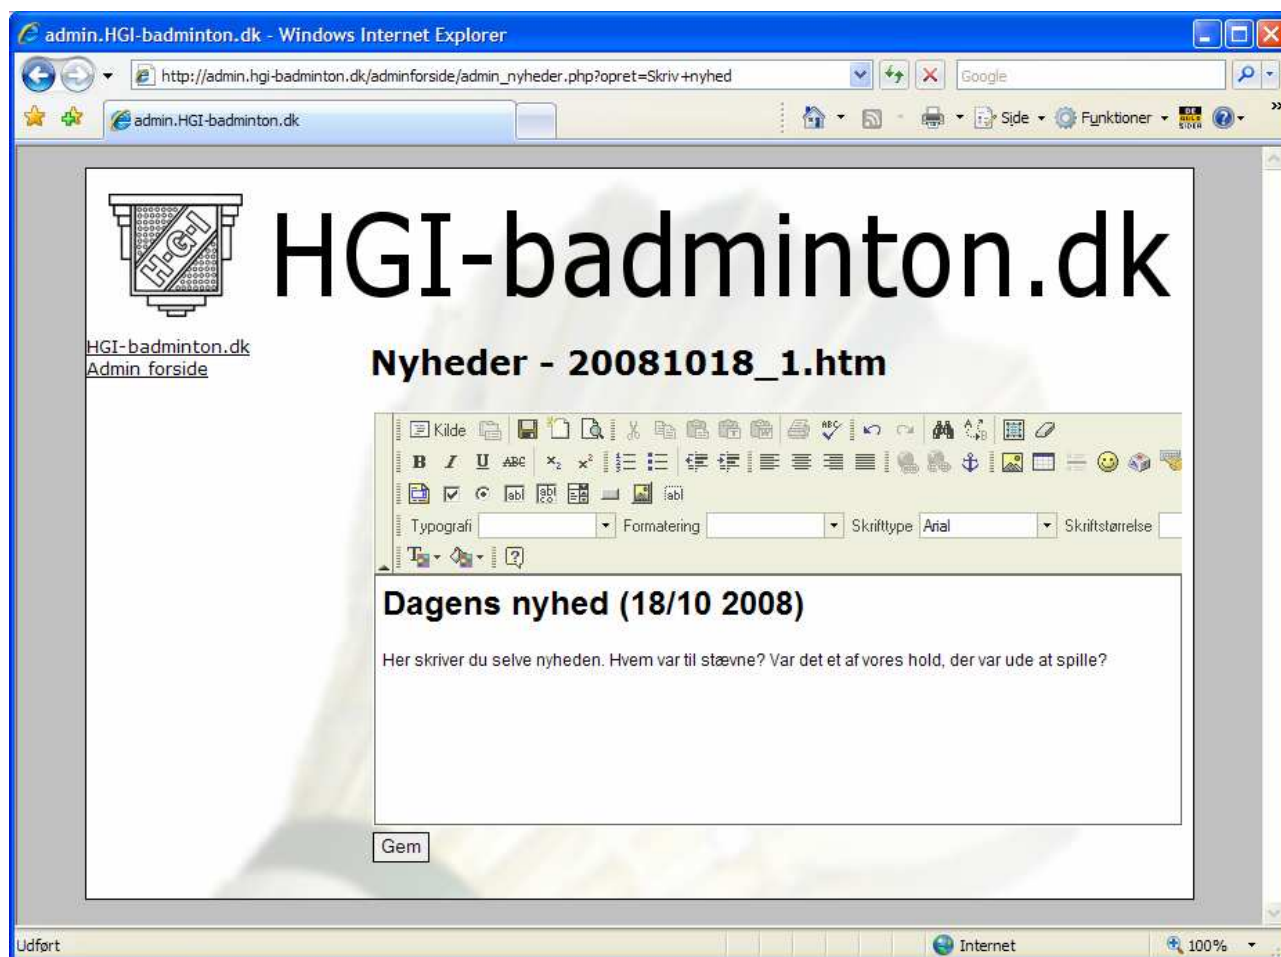 admin.HGI-badminton.dk - Windows Internet Explorer
http://admin.hgi-badminton.dk/adminforside/admin_nyheder.php?opret=Skriv+nyhed
Google
admin.HGI-badminton.dk
Side
Funktioner
H-G-I
HGI-badminton.dk
HGI-badminton.dk
Admin forside
Nyheder - 20081018_1.htm
Kilde
B I U ABC x₂ x²
Typografi Formatering Skrifttype Arial Skriftstørrelse
Dagens nyhed (18/10 2008)
Her skriver du selve nyheden. Hvem var til stævne? Var det et af vores hold, der var ude at spille?
Gem
Udført Internet 100%